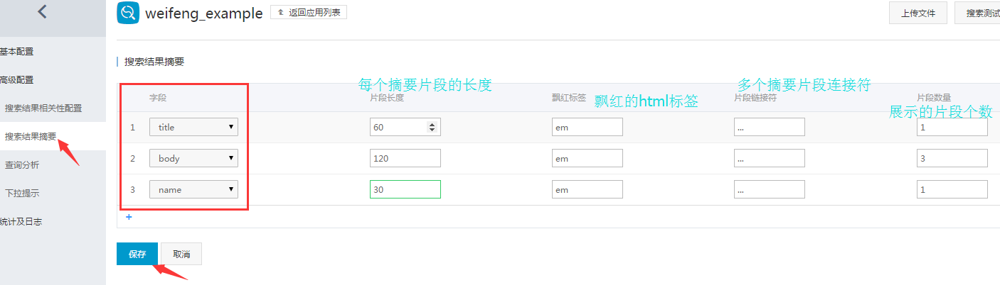 weifeng_example 返回应用列表 上传文件 搜索测试
基本配置
高级配置
搜索结果相关性配置
搜索结果摘要
查询分析
下拉提示
统计及日志
搜索结果摘要
每个摘要片段的长度 多个摘要片段连接符
字段 片段长度 飘红标签 飘红的html标签 片段链接符 片段数量
展示的片段个数
1 title 60 em ... 1
2 body 120 em ... 3
3 name 30 em ... 1
+
保存 取消